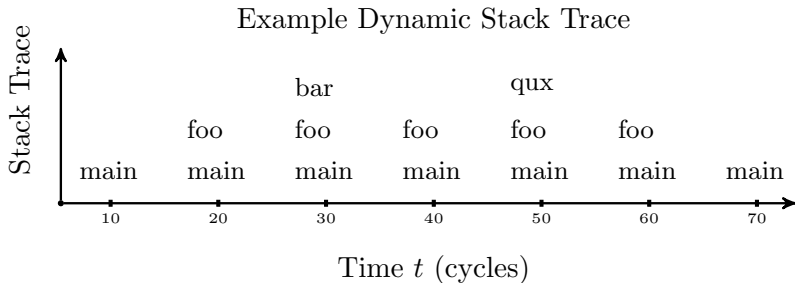 Example Dynamic Stack Trace
Stack Trace
bar qux
foo foo foo foo foo
main main main main main main main
10 20 30 40 50 60 70
Time t (cycles)